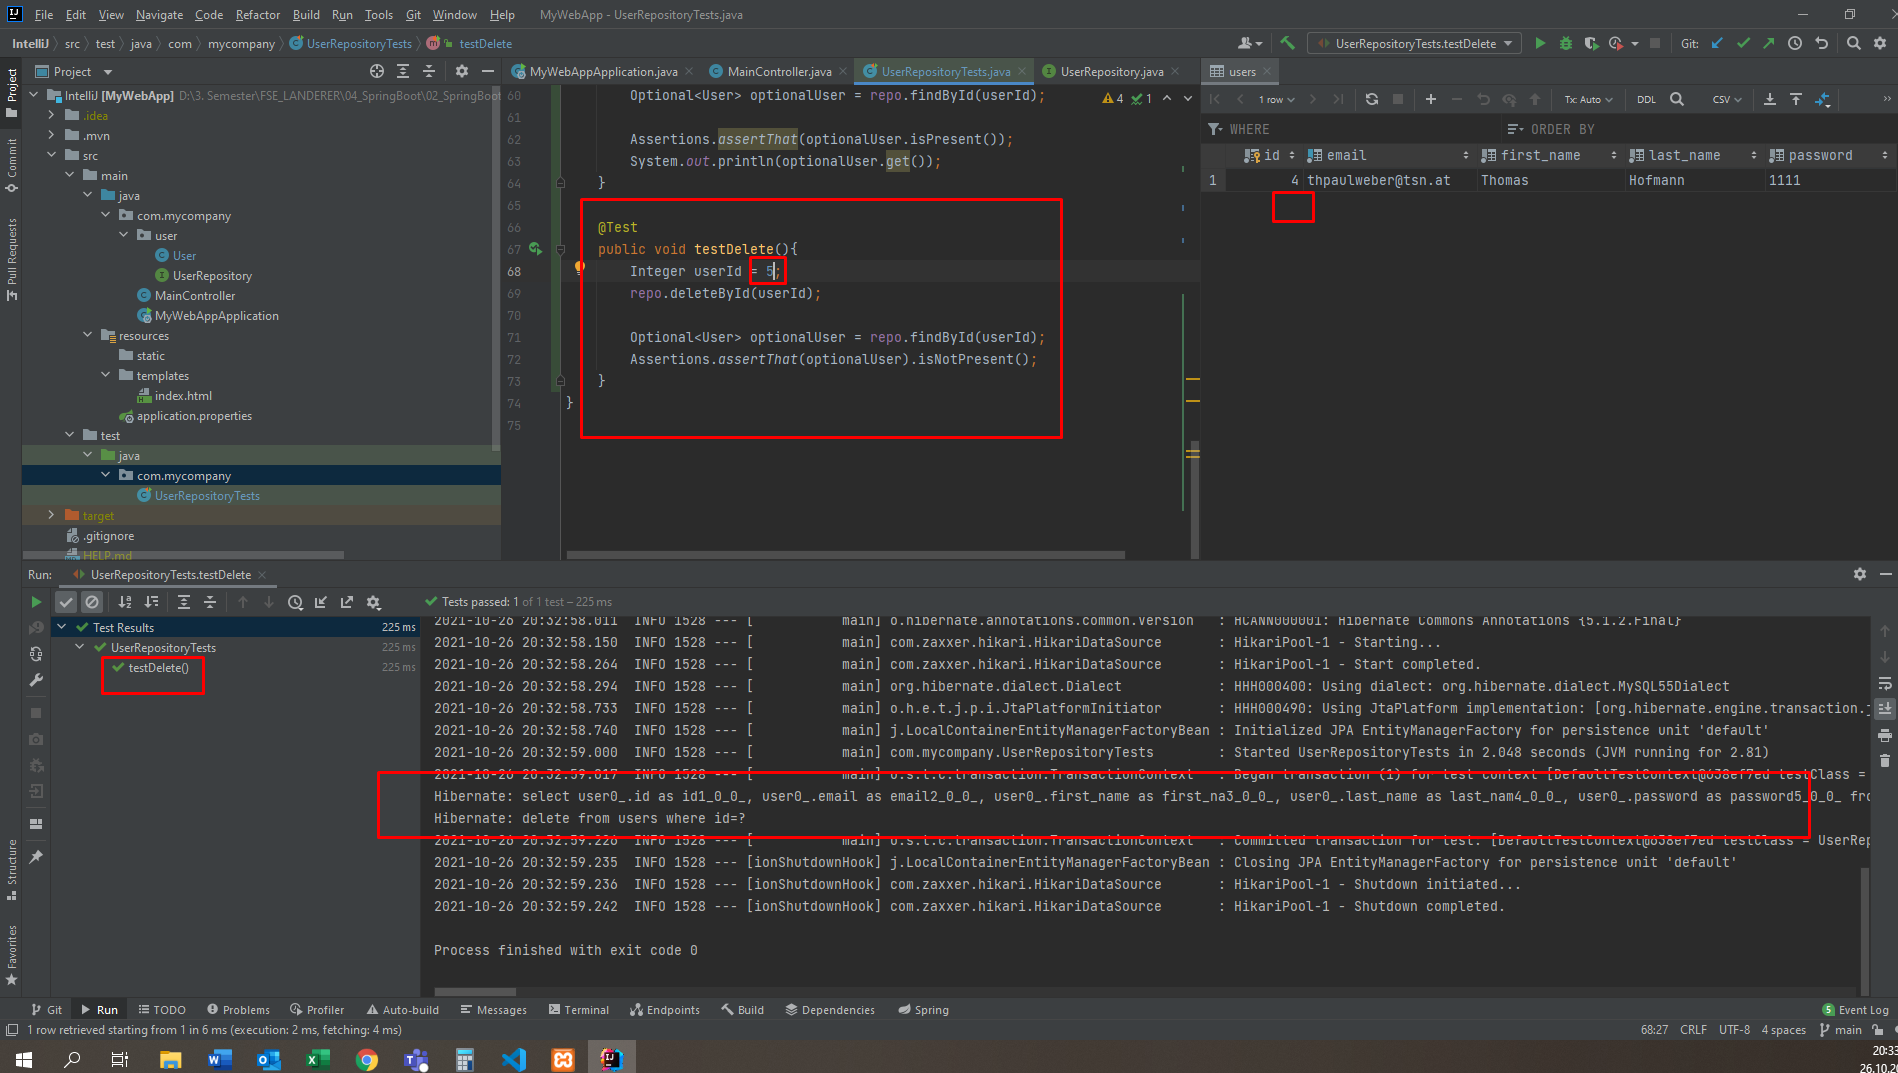 File Edit View Navigate Code Refactor Build Run Tools Git Window Help MyWebApp - UserRepositoryTests.java
IntelliJ src test java com mycompany UserRepositoryTests testDelete UserRepositoryTests.testDelete Git:
Project
MyWebAppApplication.java MainController.java UserRepositoryTests.java UserRepository.java users
IntelliJ [MyWebApp] D:\3. Semester\FSE_LANDERER\04_SpringBoot\02_SpringBoot
.idea
.mvn
src
main
java
com.mycompany
user
User
UserRepository
MainController
MyWebAppApplication
resources
static
templates
index.html
application.properties
test
java
com.mycompany
UserRepositoryTests
target
.gitignore
HELP.md
Project
Commit
Pull Requests
Structure
Favorites
4 1
60 Optional<User> optionalUser = repo.findById(userId);
61
62 Assertions.assertThat(optionalUser.isPresent());
63 System.out.println(optionalUser.get());
64 }
65
66 @Test
67 public void testDelete(){
68 Integer userId = 5;
69 repo.deleteById(userId);
70
71 Optional<User> optionalUser = repo.findById(userId);
72 Assertions.assertThat(optionalUser).isNotPresent();
73 }
74 }
75
1 row Tx: Auto DDL CSV
WHERE ORDER BY
id email first_name last_name password
1 4 thpaulweber@tsn.at Thomas Hofmann 1111
Run: UserRepositoryTests.testDelete
Tests passed: 1 of 1 test – 225 ms
Test Results 225 ms
UserRepositoryTests 225 ms
testDelete() 225 ms
2021-10-26 20:32:58.011 INFO 1528 --- [ main] o.hibernate.annotations.common.Version : HCANN000001: Hibernate Commons Annotations {5.1.2.Final}
2021-10-26 20:32:58.150 INFO 1528 --- [ main] com.zaxxer.hikari.HikariDataSource : HikariPool-1 - Starting...
2021-10-26 20:32:58.264 INFO 1528 --- [ main] com.zaxxer.hikari.HikariDataSource : HikariPool-1 - Start completed.
2021-10-26 20:32:58.294 INFO 1528 --- [ main] org.hibernate.dialect.Dialect : HHH000400: Using dialect: org.hibernate.dialect.MySQL55Dialect
2021-10-26 20:32:58.733 INFO 1528 --- [ main] o.h.e.t.j.p.i.JtaPlatformInitiator : HHH000490: Using JtaPlatform implementation: [org.hibernate.engine.transaction.j
2021-10-26 20:32:58.740 INFO 1528 --- [ main] j.LocalContainerEntityManagerFactoryBean : Initialized JPA EntityManagerFactory for persistence unit 'default'
2021-10-26 20:32:59.000 INFO 1528 --- [ main] com.mycompany.UserRepositoryTests : Started UserRepositoryTests in 2.048 seconds (JVM running for 2.81)
2021-10-26 20:32:59.017 INFO 1528 --- [ main] o.s.t.c.transaction.TransactionContext : Began transaction (1) for test context [DefaultTestContext@638ef7ed testClass =
Hibernate: select user0_.id as id1_0_0_, user0_.email as email2_0_0_, user0_.first_name as first_na3_0_0_, user0_.last_name as last_nam4_0_0_, user0_.password as password5_0_0_ fro
Hibernate: delete from users where id=?
2021-10-26 20:32:59.226 INFO 1528 --- [ main] o.s.t.c.transaction.TransactionContext : Committed transaction for test: [DefaultTestContext@638ef7ed testClass = UserRep
2021-10-26 20:32:59.235 INFO 1528 --- [ionShutdownHook] j.LocalContainerEntityManagerFactoryBean : Closing JPA EntityManagerFactory for persistence unit 'default'
2021-10-26 20:32:59.236 INFO 1528 --- [ionShutdownHook] com.zaxxer.hikari.HikariDataSource : HikariPool-1 - Shutdown initiated...
2021-10-26 20:32:59.242 INFO 1528 --- [ionShutdownHook] com.zaxxer.hikari.HikariDataSource : HikariPool-1 - Shutdown completed.
Process finished with exit code 0
Git Run TODO Problems Profiler Auto-build Messages Terminal Endpoints Build Dependencies Spring 5 Event Log
1 row retrieved starting from 1 in 6 ms (execution: 2 ms, fetching: 4 ms) 68:27 CRLF UTF-8 4 spaces main
20:33
26.10.2